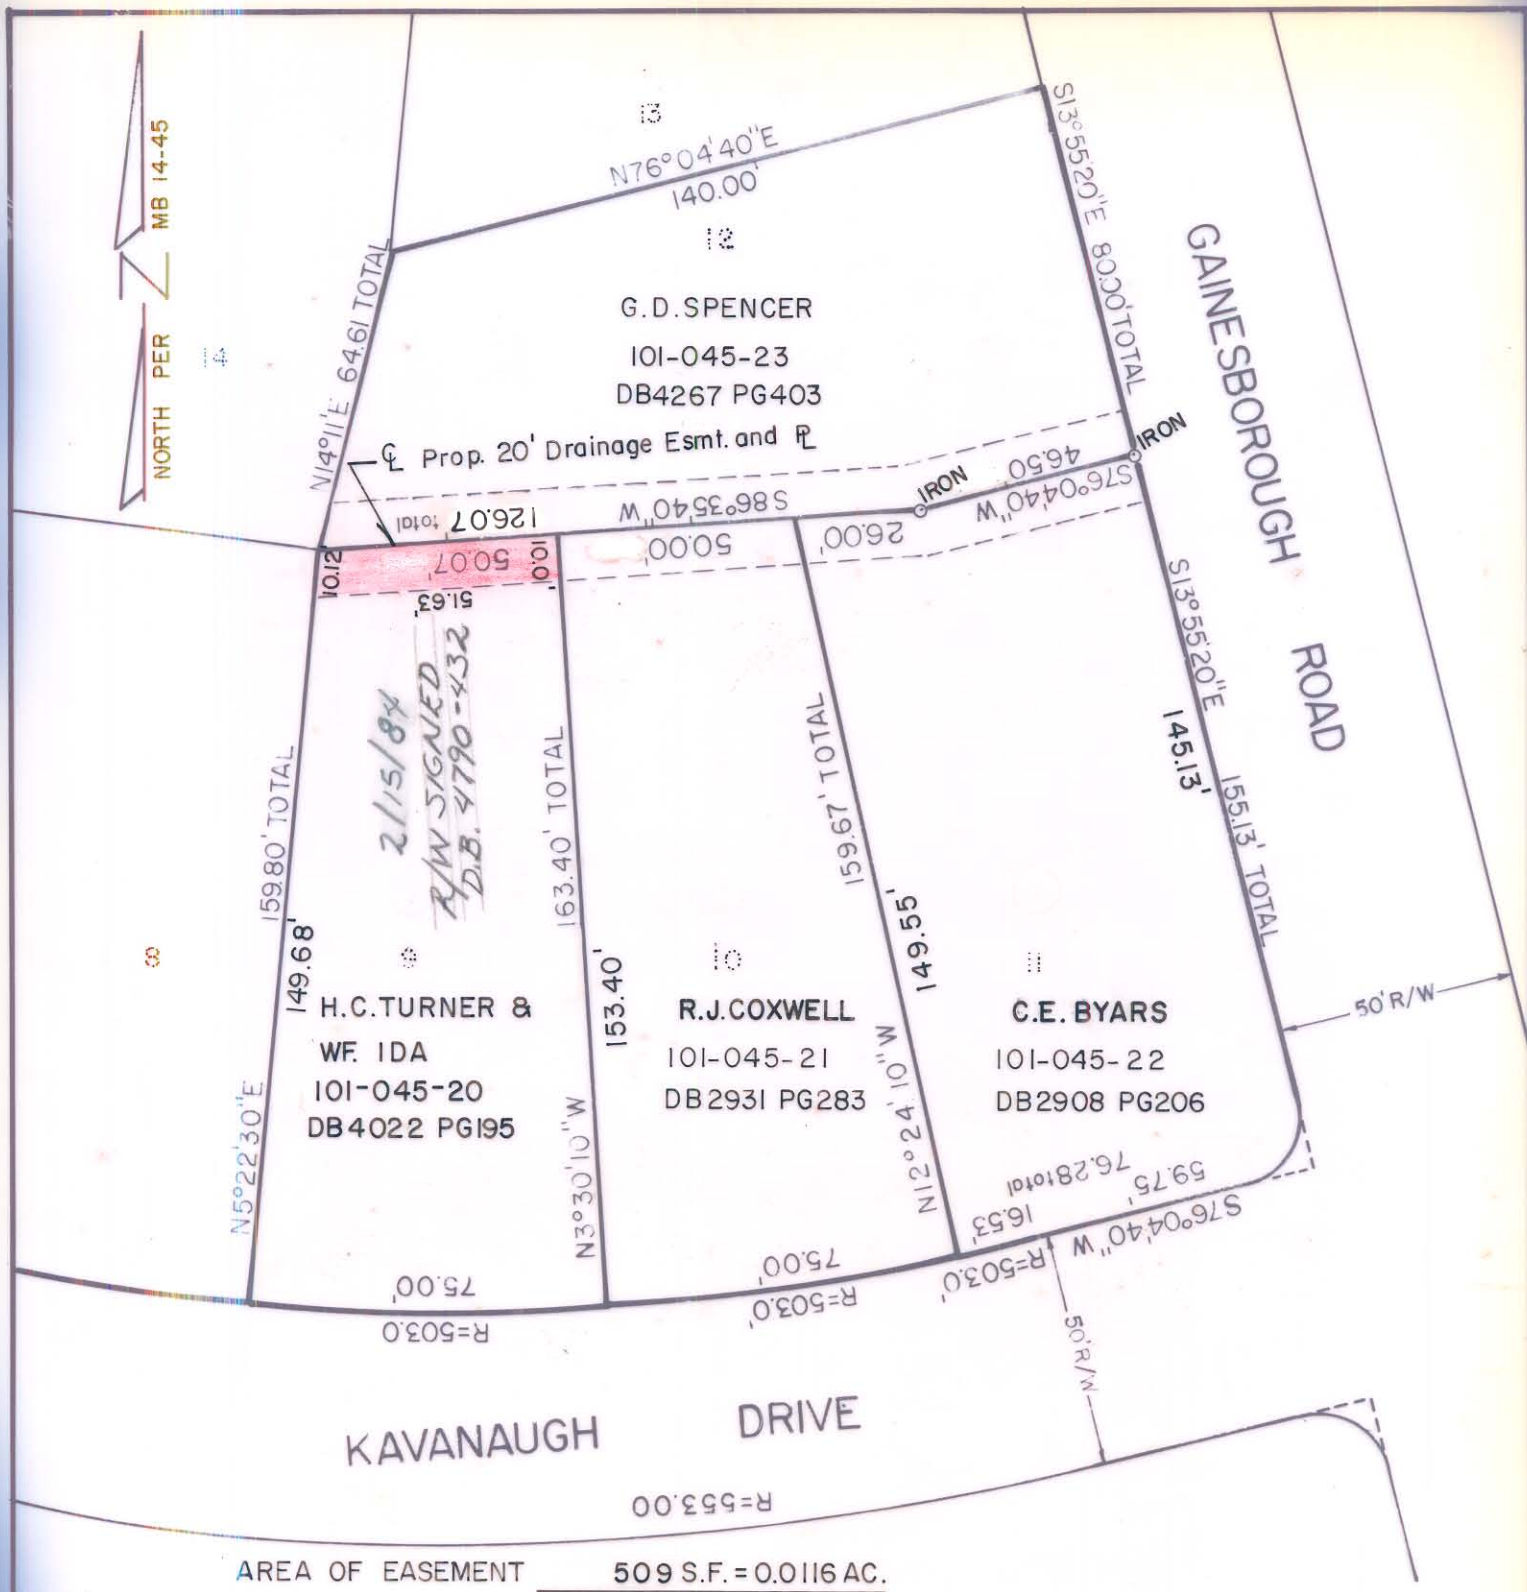 NORTH PER MB 14-45
13
N76°04'40"E
140.00'
S13°55'20"E 80.00' TOTAL
12
14
N14°11'E 64.61 TOTAL
G.D. SPENCER
101-045-23
DB4267 PG403
℄ Prop. 20' Drainage Esmt. and ℙL
GAINESBOROUGH ROAD
IRON
IRON
46.50'
S76°04'40"W
S86°35'40"W
126.07' total
10.12'
50.07'
10.0'
50.00'
26.00'
51.63'
S13°55'20"E
155.13' TOTAL
145.13'
2/15/84
R/W SIGNED
D.B. 4790-432
159.80' TOTAL
149.68'
N5°22'30"E
163.40' TOTAL
153.40'
N3°30'10"W
159.67' TOTAL
149.55'
N12°24'10"W
8
9
10
11
H.C. TURNER &
WF. IDA
101-045-20
DB4022 PG195
R.J. COXWELL
101-045-21
DB2931 PG283
C.E. BYARS
101-045-22
DB2908 PG206
50'R/W
76.28 total
59.75'
16.53'
S76°04'40"W
75.00'
75.00'
R=503.0'
R=503.0'
R=503.0'
50'R/W
KAVANAUGH DRIVE
R=553.00
AREA OF EASEMENT 509 S.F. = 0.0116 AC.